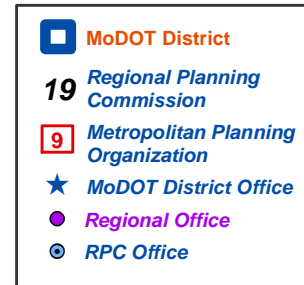 MoDOT District
19 Regional Planning
Commission
9 Metropolitan Planning
Organization
MoDOT District Office
Regional Office
RPC Office